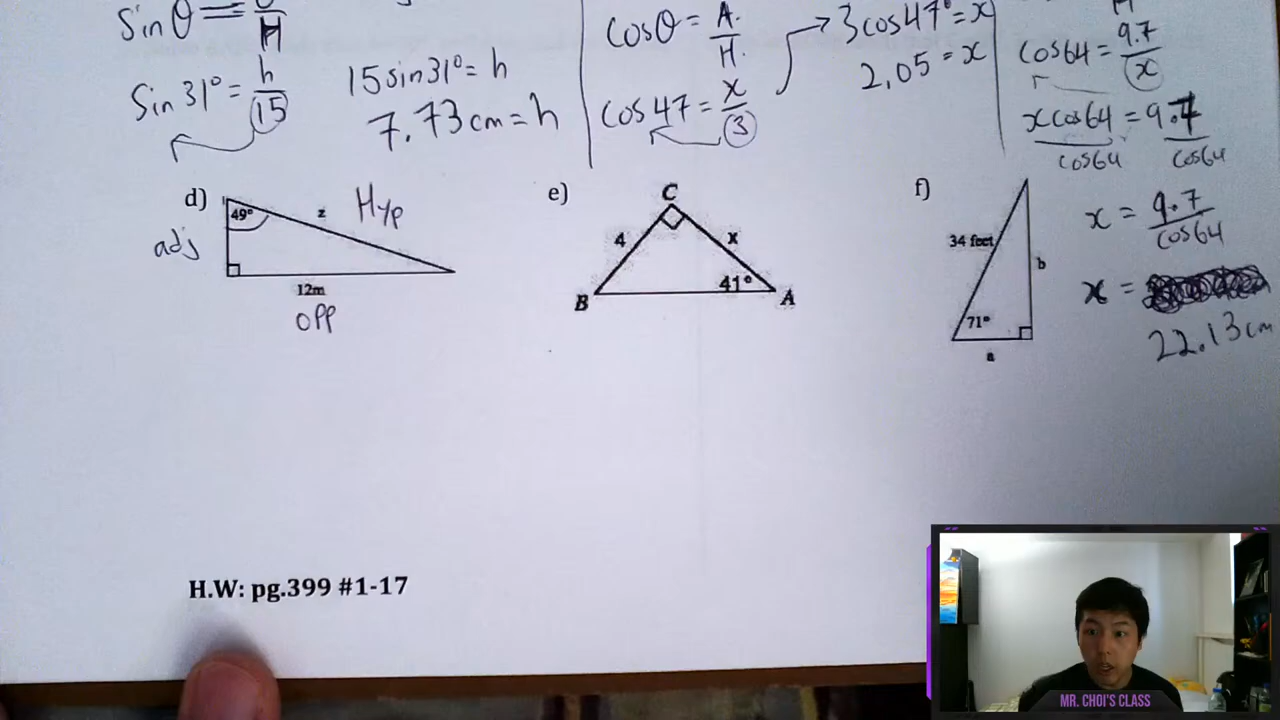 Sin θ = O/H
Sin 31° = h/15
15 sin 31° = h
7.73 cm = h
Cos θ = A/H
Cos 47 = x/3
3 cos 47° = x
2.05 = x
H
cos 64 = 9.7/x
x cos 64 = 9.7
cos 64 cos 64
x = 9.7/cos 64
x =
22.13 cm
d)
49°
z
Hyp
adj
12m
opp
e)
C
4
x
41°
B
A
f)
34 feet
b
71°
a
H.W: pg.399 #1-17
MR. CHOI'S CLASS